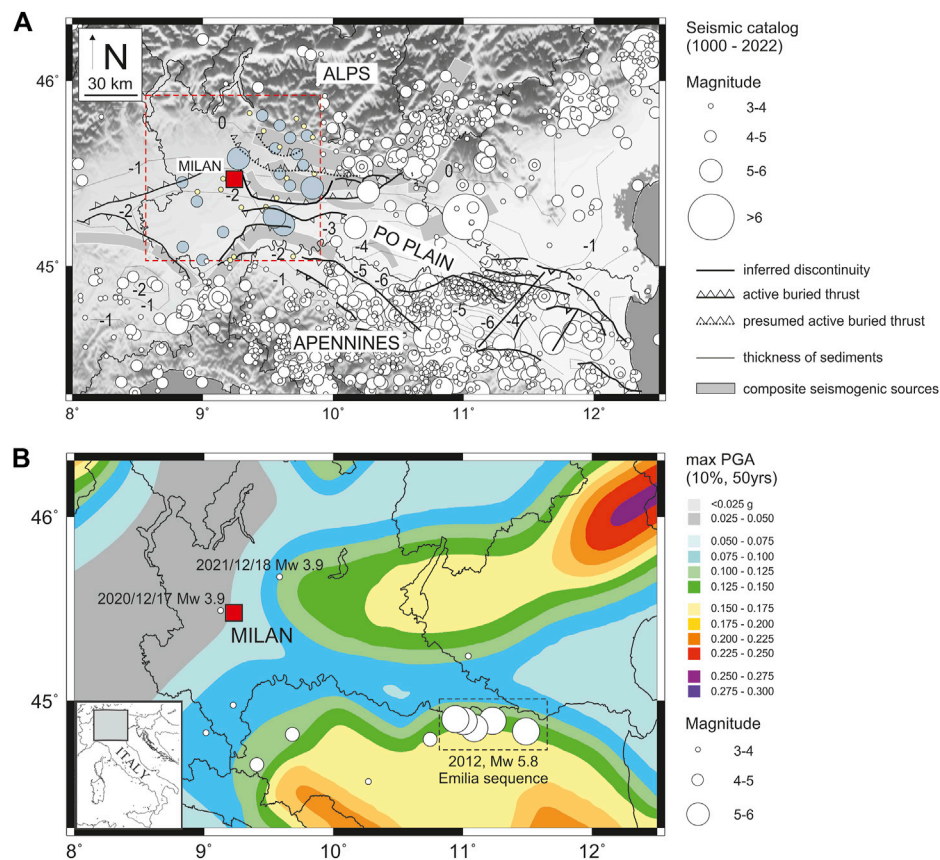 A
N
30 km
ALPS
MILAN
PO PLAIN
APENNINES
0
-1
-2
-2
-3
-4
-5
-6
-2
-1
-2
-1
-1
0
-1
-5
-6
-4
46°
45°
8°
9°
10°
11°
12°
Seismic catalog
(1000 - 2022)
Magnitude
3-4
4-5
5-6
>6
inferred discontinuity
active buried thrust
presumed active buried thrust
thickness of sediments
composite seismogenic sources
B
46°
45°
2021/12/18 Mw 3.9
2020/12/17 Mw 3.9
MILAN
2012, Mw 5.8
Emilia sequence
ITALY
8°
9°
10°
11°
12°
max PGA
(10%, 50yrs)
<0.025 g
0.025 - 0.050
0.050 - 0.075
0.075 - 0.100
0.100 - 0.125
0.125 - 0.150
0.150 - 0.175
0.175 - 0.200
0.200 - 0.225
0.225 - 0.250
0.250 - 0.275
0.275 - 0.300
Magnitude
3-4
4-5
5-6